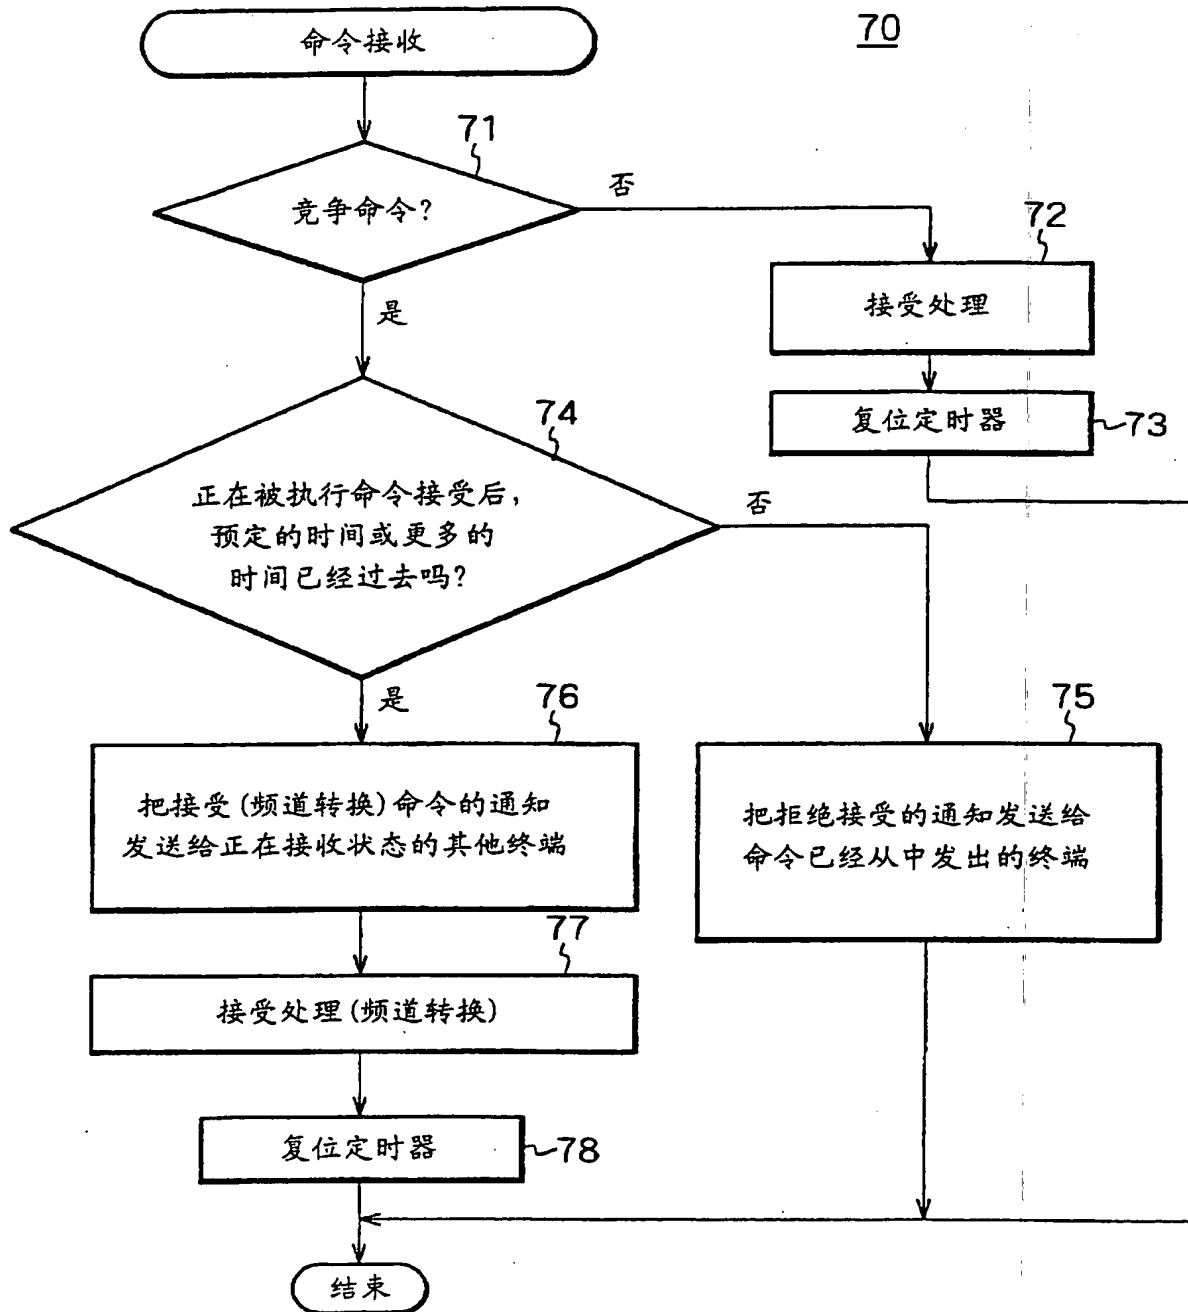 命令接收
70
71
竞争命令?
否
72
接受处理
是
复位定时器
73
74
正在被执行命令接受后,
预定的时间或更多的
时间已经过去吗?
否
是
76
把接受(频道转换)命令的通知
发送给正在接收状态的其他终端
75
把拒绝接受的通知发送给
命令已经从中发出的终端
77
接受处理(频道转换)
复位定时器
78
结束